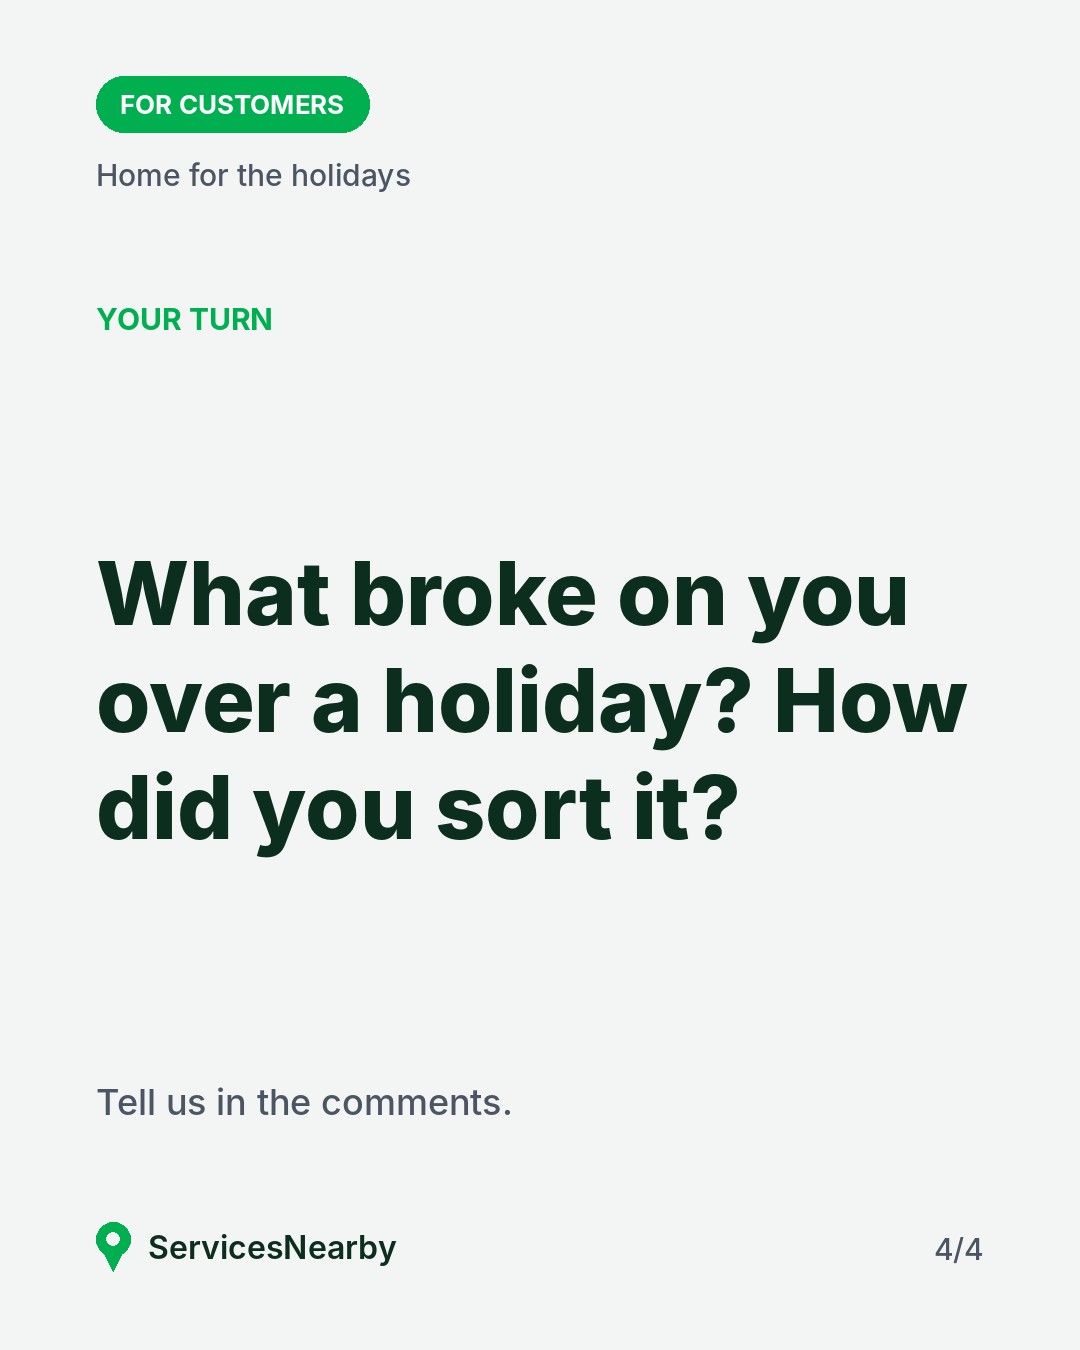 FOR CUSTOMERS
Home for the holidays
YOUR TURN
What broke on you
over a holiday? How
did you sort it?
Tell us in the comments.
ServicesNearby
4/4